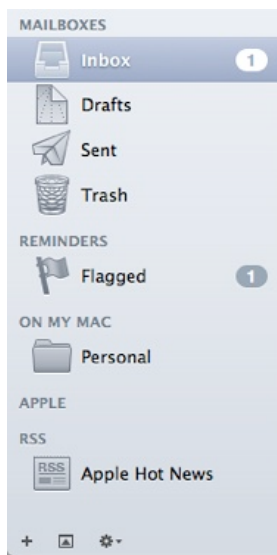 MAILBOXES
Inbox 1
Drafts
Sent
Trash
REMINDERS
Flagged 1
ON MY MAC
Personal
APPLE
RSS
RSS Apple Hot News